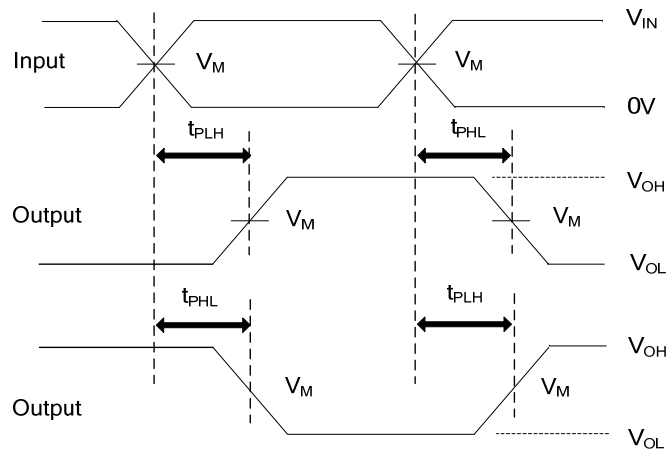 V_IN
Input V_M V_M
0V
t_PLH t_PHL
V_OH
Output V_M V_M
V_OL
t_PHL t_PLH
V_OH
V_M V_M
Output
V_OL